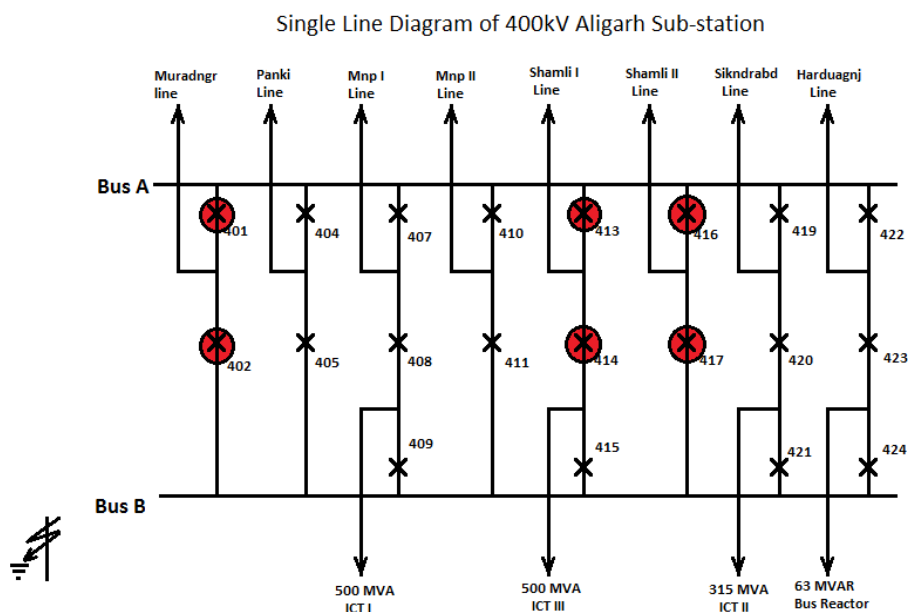 Single Line Diagram of 400kV Aligarh Sub-station
Muradngr
line
Panki
Line
Mnp I
Line
Mnp II
Line
Shamli I
Line
Shamli II
Line
Sikndrabd
Line
Harduagnj
Line
Bus A
401
404
407
410
413
416
419
422
402
405
408
411
414
417
420
423
409
415
421
424
Bus B
500 MVA
ICT I
500 MVA
ICT III
315 MVA
ICT II
63 MVAR
Bus Reactor